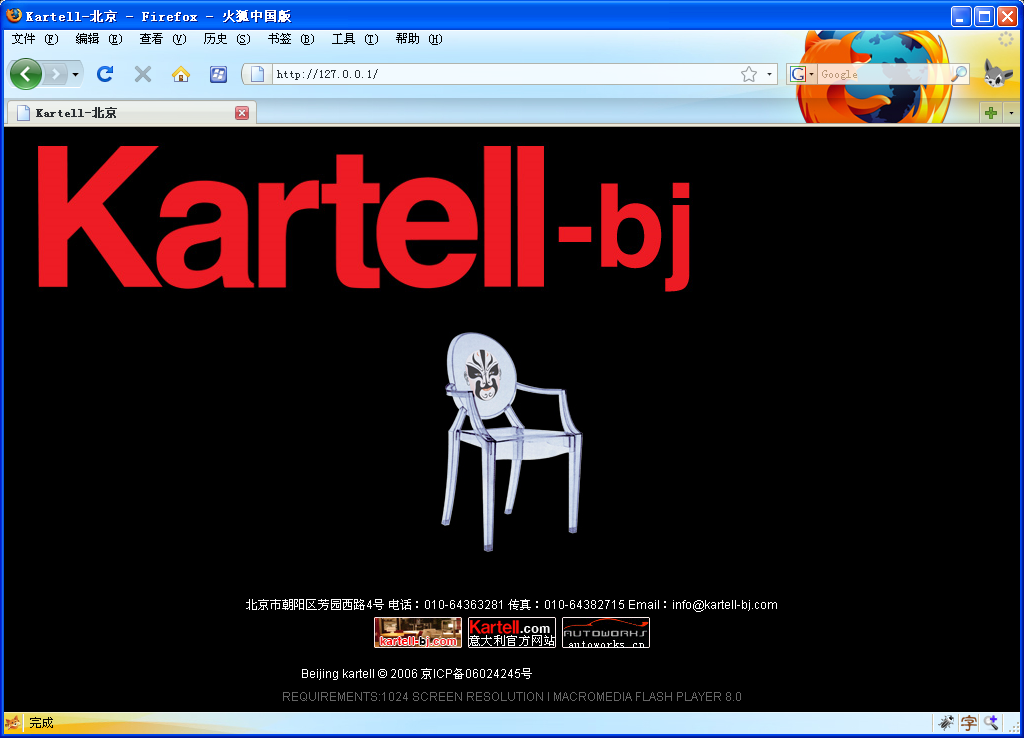 Kartell-北京 - Firefox - 火狐中国版
文件 (F) 编辑 (E) 查看 (V) 历史 (S) 书签 (B) 工具 (T) 帮助 (H)
http://127.0.0.1/ G Google
Kartell-北京
Kartell-bj
北京市朝阳区芳园西路4号 电话：010-64363281 传真：010-64382715 Email：info@kartell-bj.com
kartell-bj.com
Kartell.com
意大利官方网站
AUTOWORKS
autoworks.cn
Beijing kartell © 2006 京ICP备06024245号
REQUIREMENTS:1024 SCREEN RESOLUTION I MACROMEDIA FLASH PLAYER 8.0
完成 字